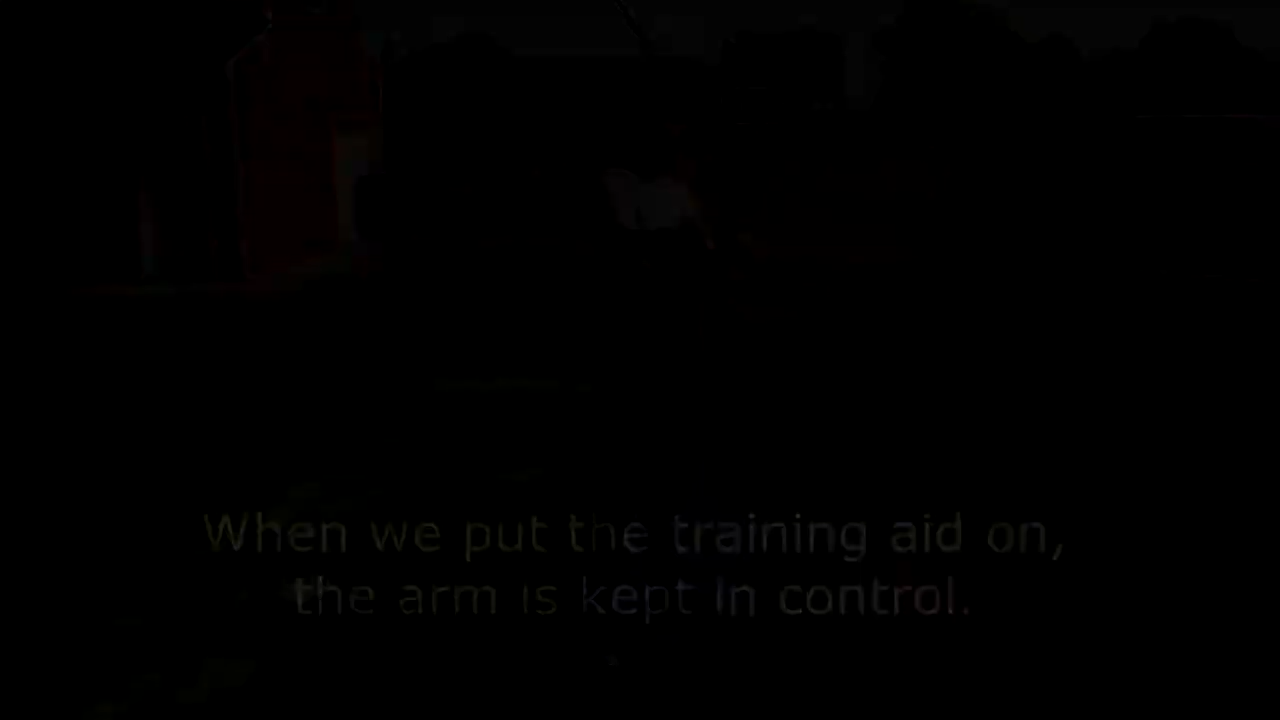 When we put the training aid on,
the arm is kept in control.